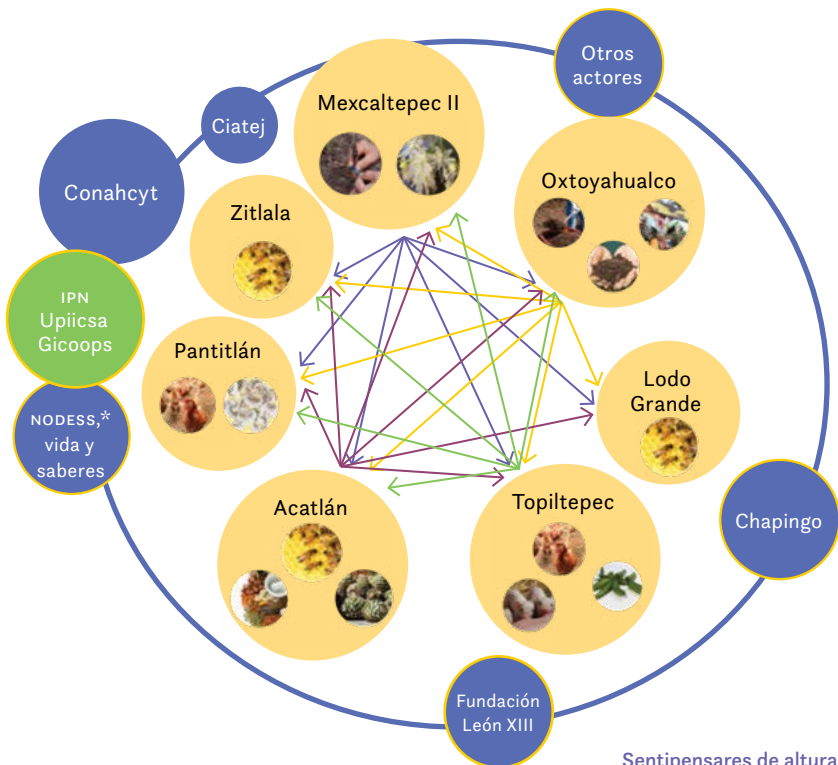 Otros
actores
Mexcaltepec II
Ciatej
Conahcyt
Oxtoyahualco
Zitlala
IPN
Upiicsa
Gicoops
Pantitlán
Lodo
Grande
NODESS,*
vida y
saberes
Acatlán
Topiltepec
Chapingo
Fundación
León XIII
Sentipensares de altura